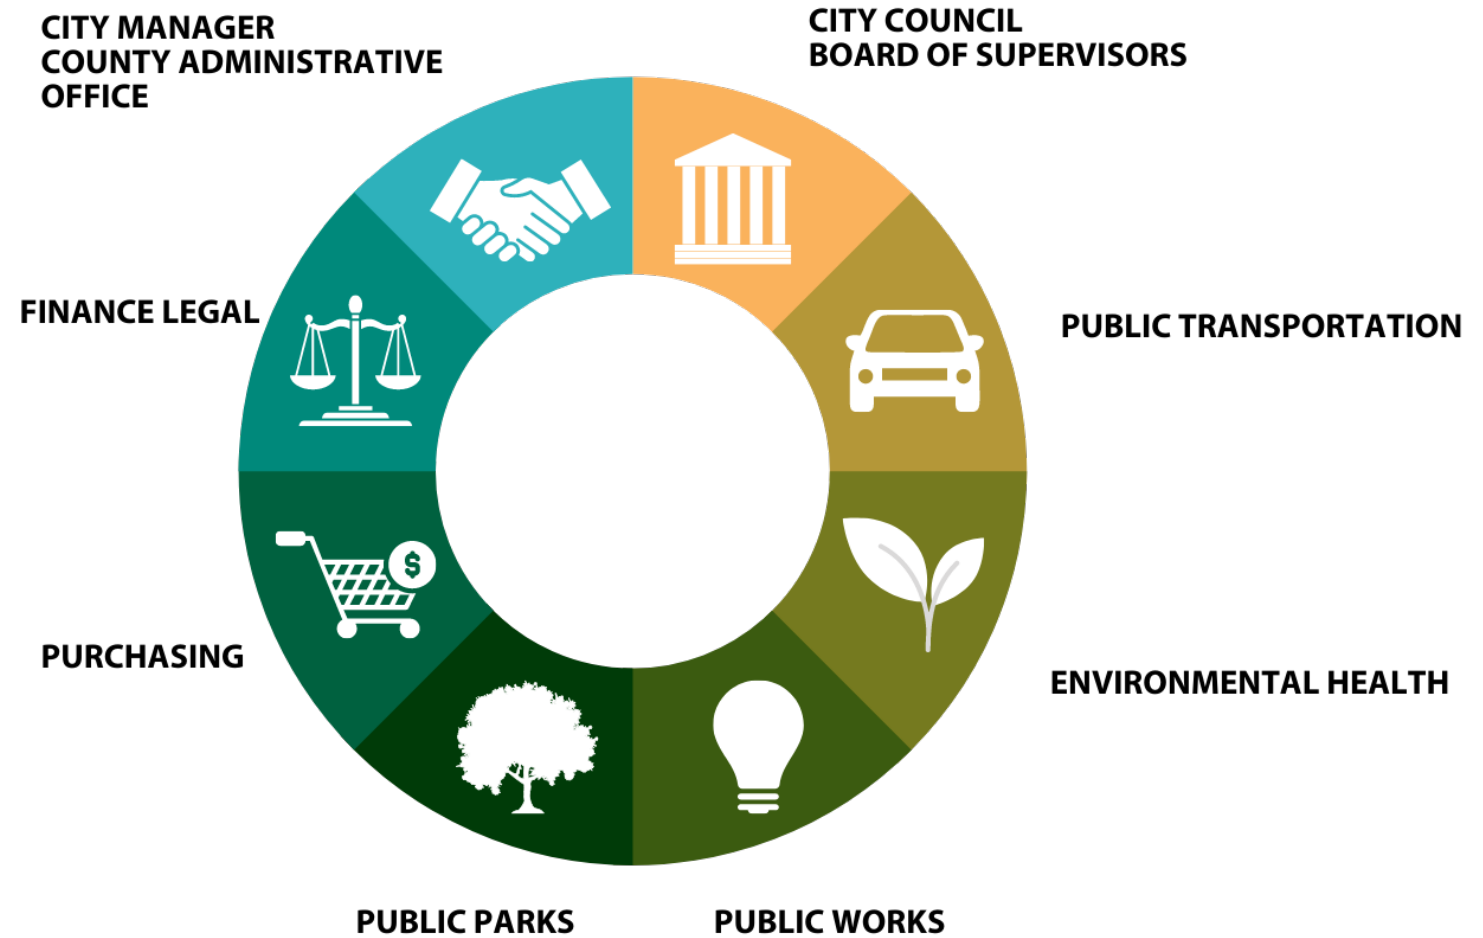 CITY MANAGER
COUNTY ADMINISTRATIVE
OFFICE
CITY COUNCIL
BOARD OF SUPERVISORS
FINANCE LEGAL
PUBLIC TRANSPORTATION
$
PURCHASING
ENVIRONMENTAL HEALTH
PUBLIC PARKS
PUBLIC WORKS